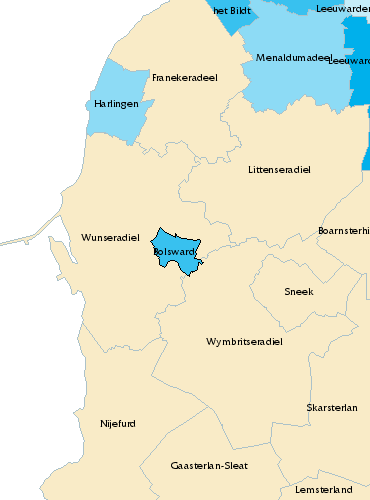 het Bildt
Leeuwarden
Menaldumadeel
Leeuward
Franekeradeel
Harlingen
Littenseradiel
Boarnsterhi
Wunseradiel
Bolsward
Sneek
Wymbritseradiel
Skarsterlan
Nijefurd
Gaasterlan-Sleat
Lemsterland